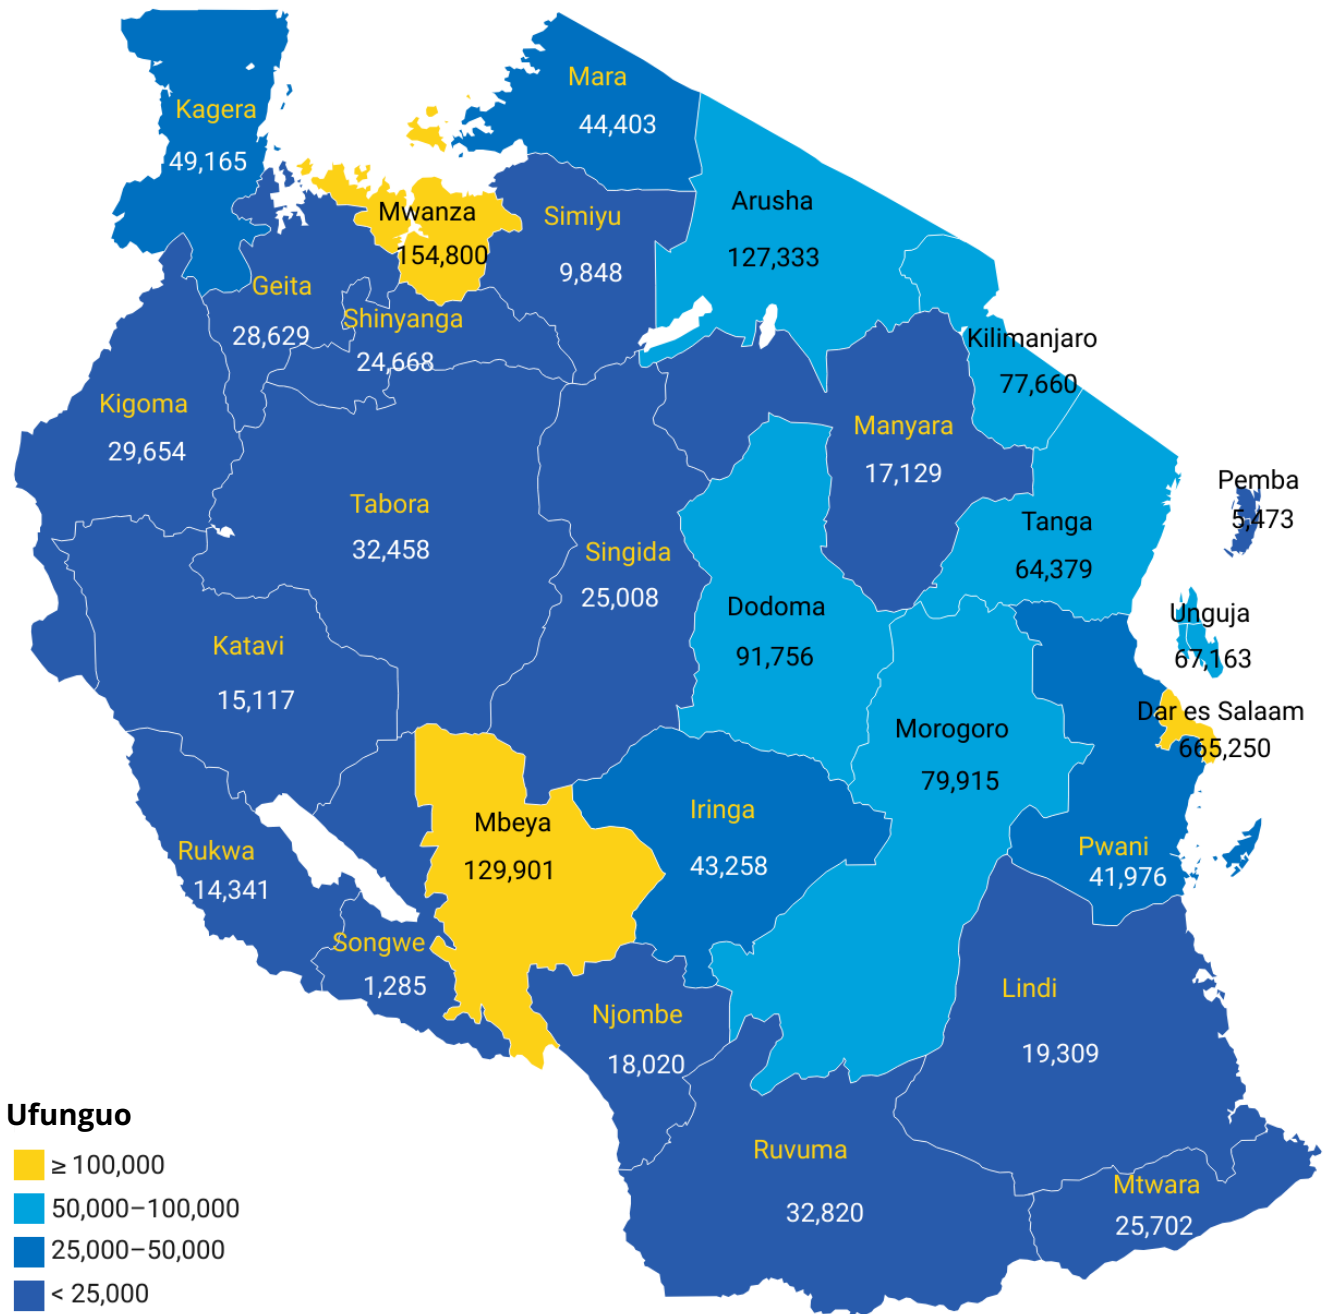 Mara
44,403
Kagera
49,165
Arusha
127,333
Mwanza
154,800
Simiyu
9,848
Geita
28,629
Shinyanga
24,668
Kilimanjaro
77,660
Kigoma
29,654
Manyara
17,129
Tabora
32,458
Pemba
5,473
Tanga
64,379
Singida
25,008
Dodoma
91,756
Unguja
67,163
Katavi
15,117
Dar es Salaam
665,250
Morogoro
79,915
Mbeya
129,901
Iringa
43,258
Rukwa
14,341
Pwani
41,976
Songwe
1,285
Lindi
19,309
Njombe
18,020
Ruvuma
32,820
Mtwara
25,702
Ufunguo
≥ 100,000
50,000–100,000
25,000–50,000
< 25,000